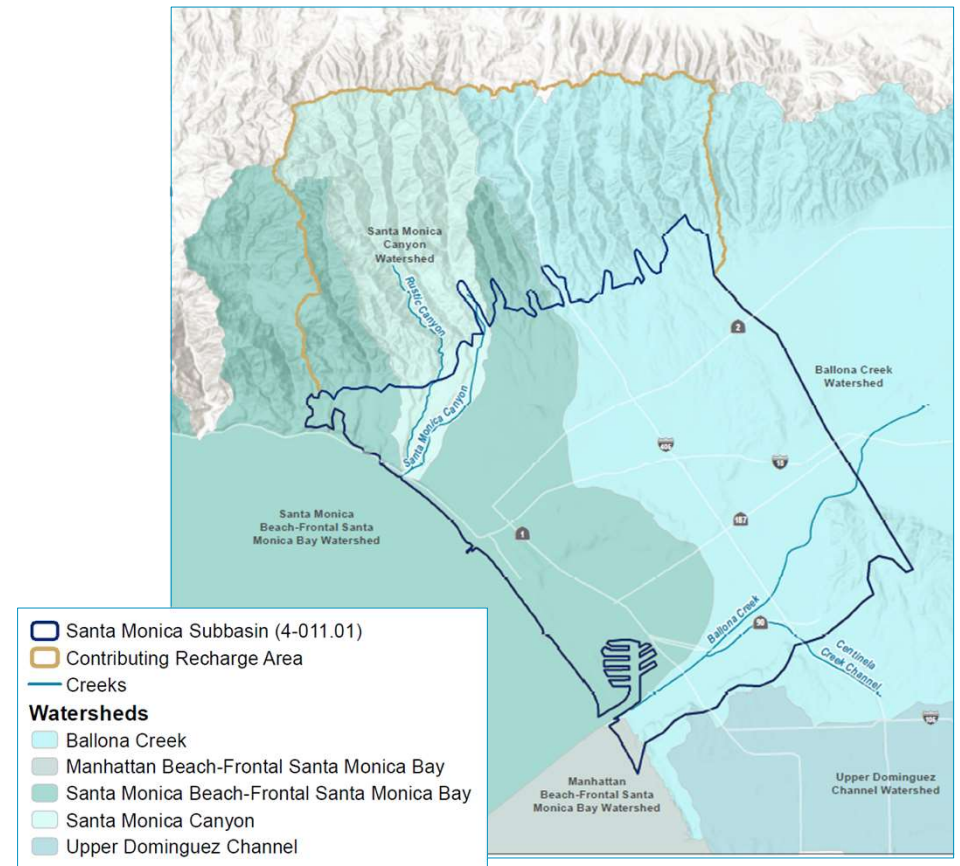 Santa Monica
Canyon
Watershed
Rustic Canyon
Santa Monica Canyon
2
Ballona Creek
Watershed
405
10
187
Santa Monica
Beach-Frontal Santa
Monica Bay Watershed
1
Ballona Creek
90
Centinela
Creek Channel
Manhattan
Beach-Frontal Santa
Monica Bay Watershed
Upper Dominguez
Channel Watershed
Santa Monica Subbasin (4-011.01)
Contributing Recharge Area
Creeks
Watersheds
Ballona Creek
Manhattan Beach-Frontal Santa Monica Bay
Santa Monica Beach-Frontal Santa Monica Bay
Santa Monica Canyon
Upper Dominguez Channel